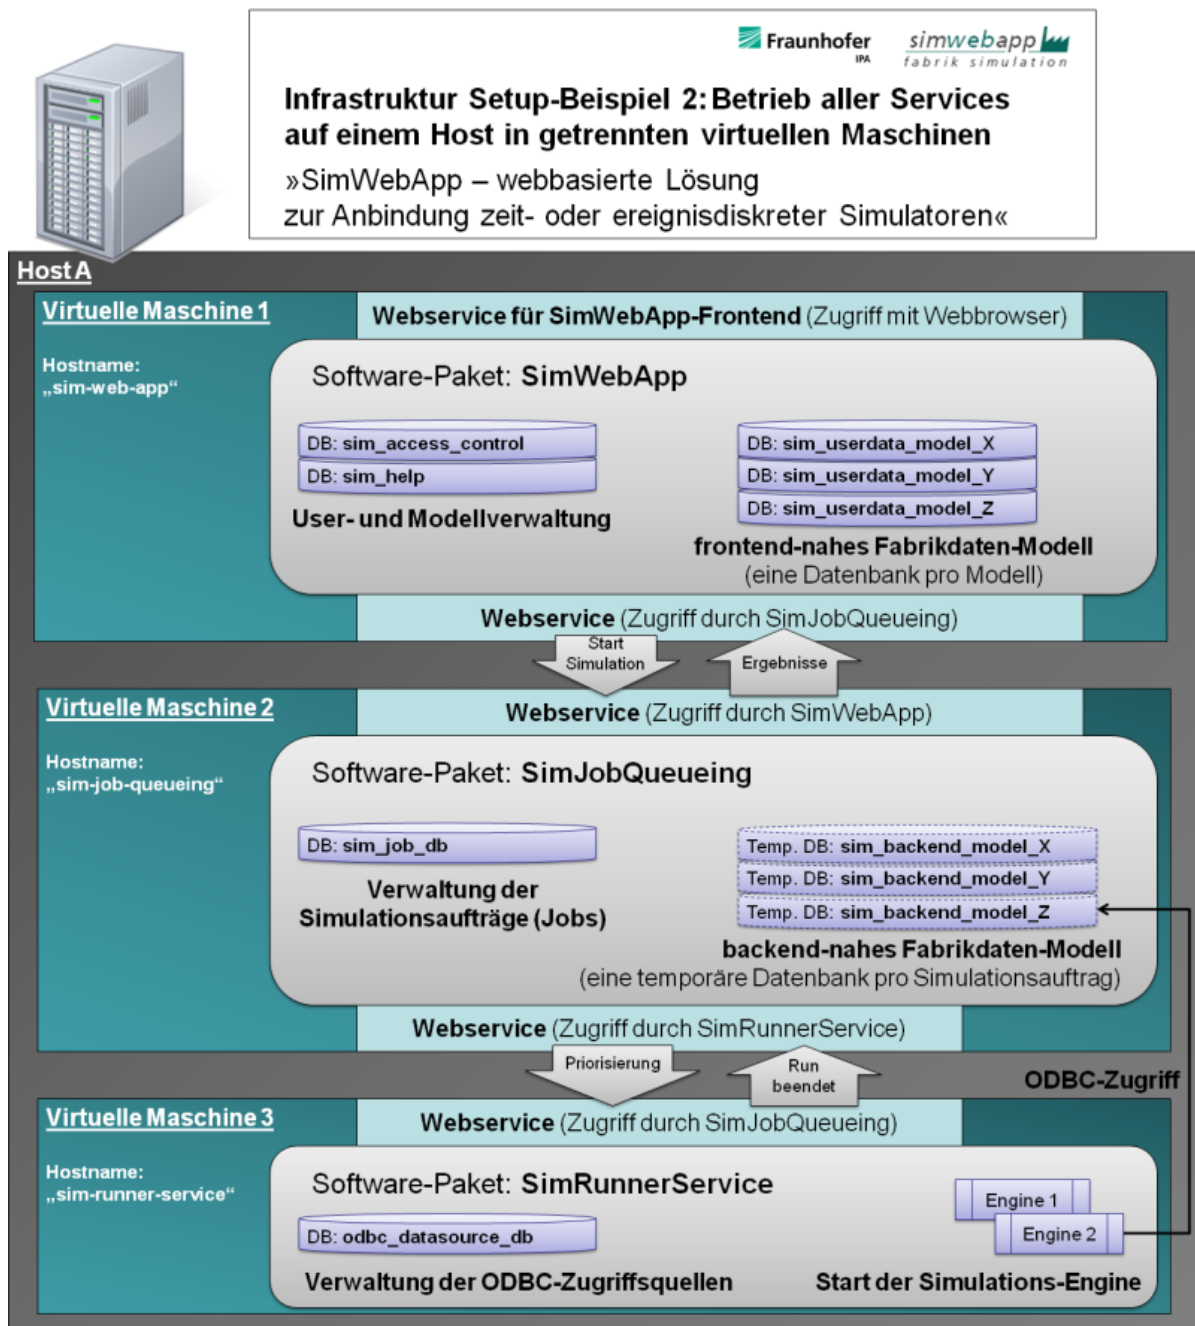 Fraunhofer
IPA
simwebapp
fabrik simulation
Infrastruktur Setup-Beispiel 2: Betrieb aller Services
auf einem Host in getrennten virtuellen Maschinen
»SimWebApp – webbasierte Lösung
zur Anbindung zeit- oder ereignisdiskreter Simulatoren«
Host A
Virtuelle Maschine 1
Webservice für SimWebApp-Frontend (Zugriff mit Webbrowser)
Hostname:
„sim-web-app“
Software-Paket: SimWebApp
DB: sim_access_control
DB: sim_help
User- und Modellverwaltung
DB: sim_userdata_model_X
DB: sim_userdata_model_Y
DB: sim_userdata_model_Z
frontend-nahes Fabrikdaten-Modell
(eine Datenbank pro Modell)
Webservice (Zugriff durch SimJobQueueing)
Start
Simulation
Ergebnisse
Virtuelle Maschine 2
Webservice (Zugriff durch SimWebApp)
Hostname:
„sim-job-queueing“
Software-Paket: SimJobQueueing
DB: sim_job_db
Verwaltung der
Simulationsaufträge (Jobs)
Temp. DB: sim_backend_model_X
Temp. DB: sim_backend_model_Y
Temp. DB: sim_backend_model_Z
backend-nahes Fabrikdaten-Modell
(eine temporäre Datenbank pro Simulationsauftrag)
Webservice (Zugriff durch SimRunnerService)
Priorisierung
Run
beendet
ODBC-Zugriff
Virtuelle Maschine 3
Webservice (Zugriff durch SimJobQueueing)
Hostname:
„sim-runner-service“
Software-Paket: SimRunnerService
DB: odbc_datasource_db
Verwaltung der ODBC-Zugriffsquellen
Engine 1
Engine 2
Start der Simulations-Engine